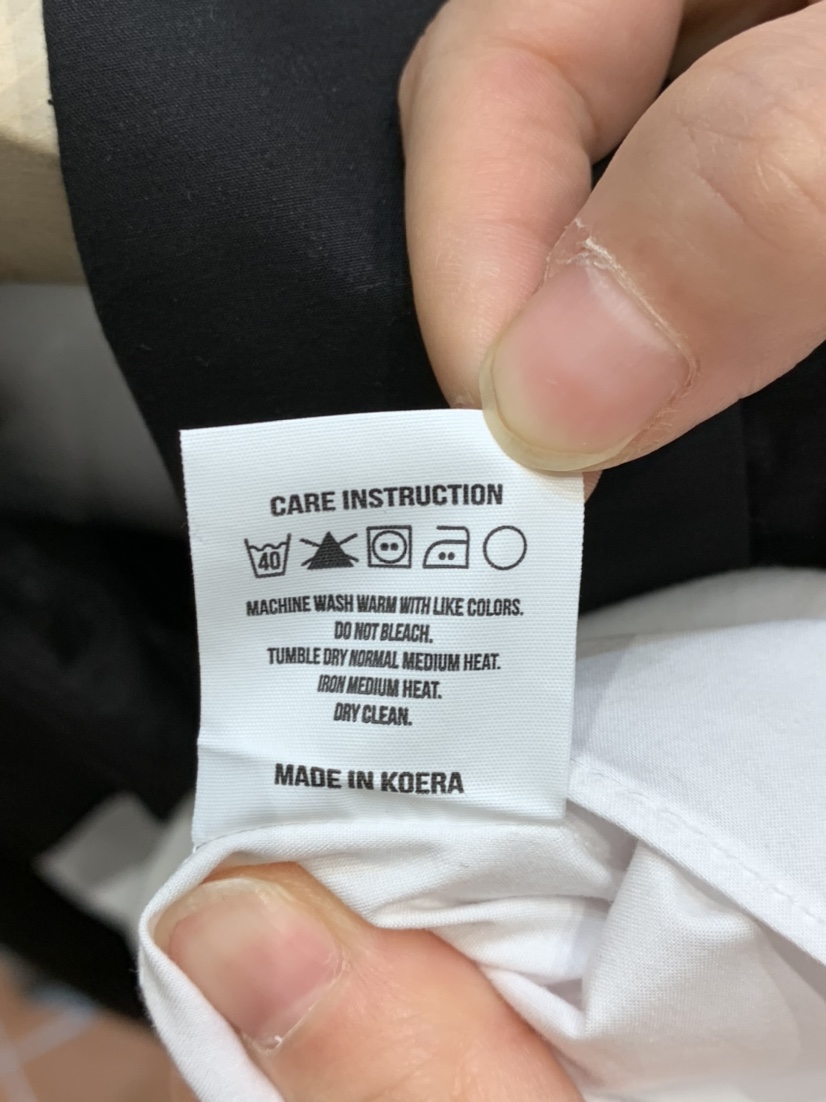 CARE INSTRUCTION
40
MACHINE WASH WARM WITH LIKE COLORS.
DO NOT BLEACH.
TUMBLE DRY NORMAL MEDIUM HEAT.
IRON MEDIUM HEAT.
DRY CLEAN.
MADE IN KOERA